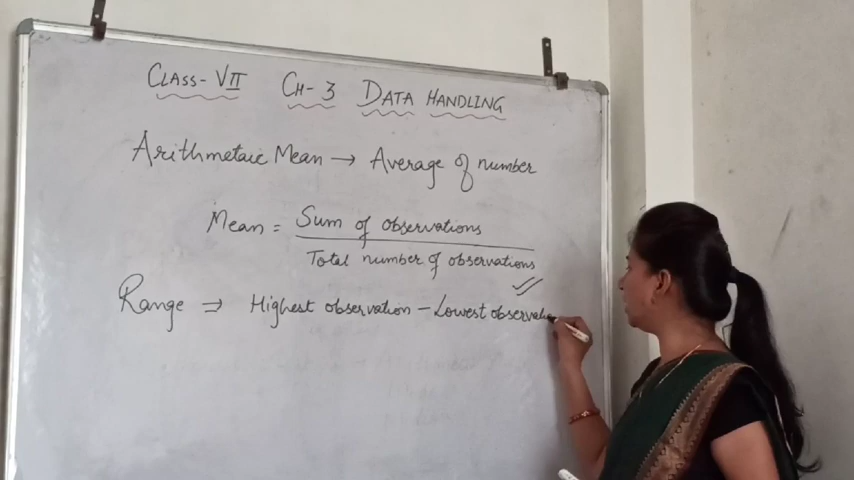 CLASS-VII CH-3 DATA HANDLING
Arithmetaic Mean → Average of number
Mean = Sum of observations
Total number of observations
Range ⇒ Highest observation - Lowest observatio